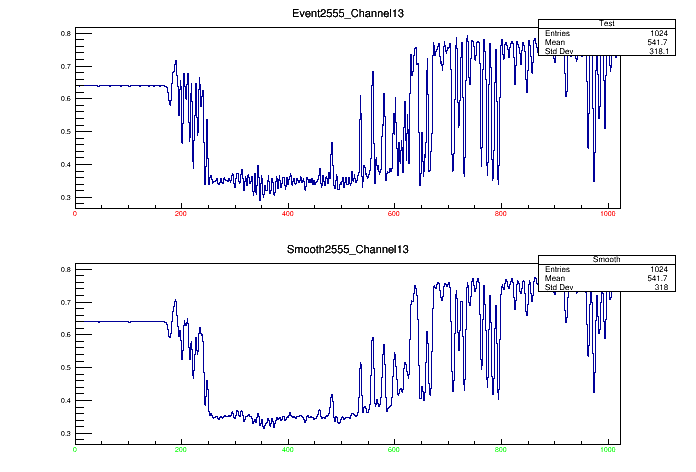 Event2555_Channel13
Test
Entries 1024
Mean 541.7
Std Dev 318.1
0.8
0.7
0.6
0.5
0.4
0.3
0 200 400 600 800 1000
Smooth2555_Channel13
Smooth
Entries 1024
Mean 541.7
Std Dev 318
0.8
0.7
0.6
0.5
0.4
0.3
0 200 400 600 800 1000